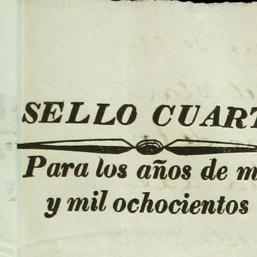 SELLO CUART
Para los años de m
y mil ochocientos